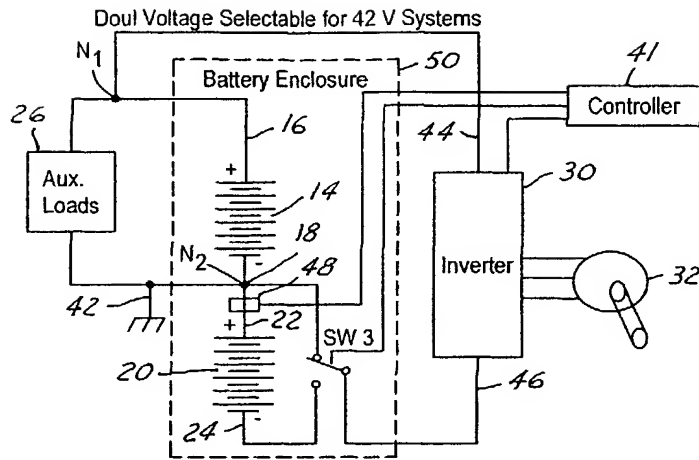 Doul Voltage Selectable for 42 V Systems
N1
50
Battery Enclosure
41
Controller
26
16
44
30
Aux.
Loads
+
14
-
18
N2
48
Inverter
32
42
+
22
SW 3
20
46
24
-